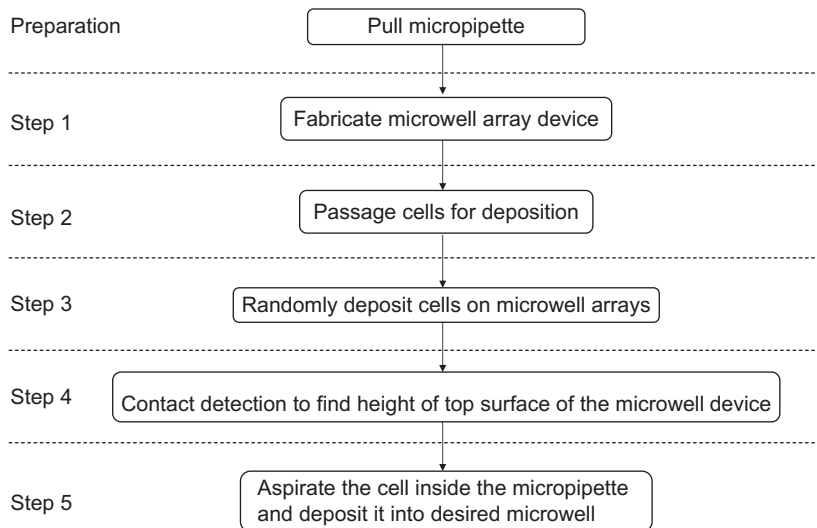 Preparation
Pull micropipette
Step 1
Fabricate microwell array device
Step 2
Passage cells for deposition
Step 3
Randomly deposit cells on microwell arrays
Step 4
Contact detection to find height of top surface of the microwell device
Step 5
Aspirate the cell inside the micropipette
and deposit it into desired microwell